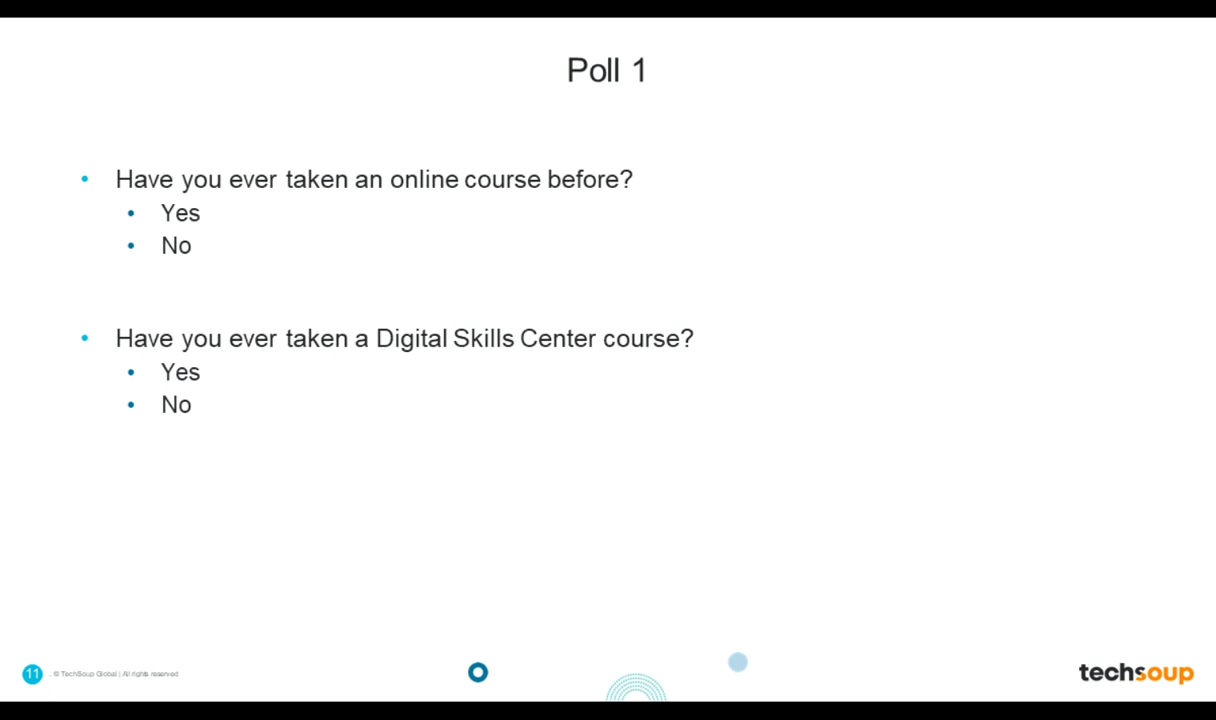 Poll 1
• Have you ever taken an online course before?
• Yes
• No
• Have you ever taken a Digital Skills Center course?
• Yes
• No
11 . © TechSoup Global | All rights reserved
techsoup